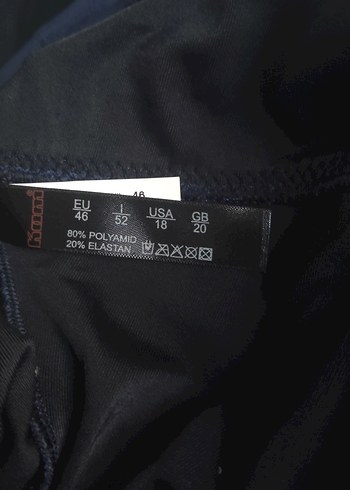 46
EU I USA GB
46 52 18 20
80% POLYAMID
20% ELASTAN